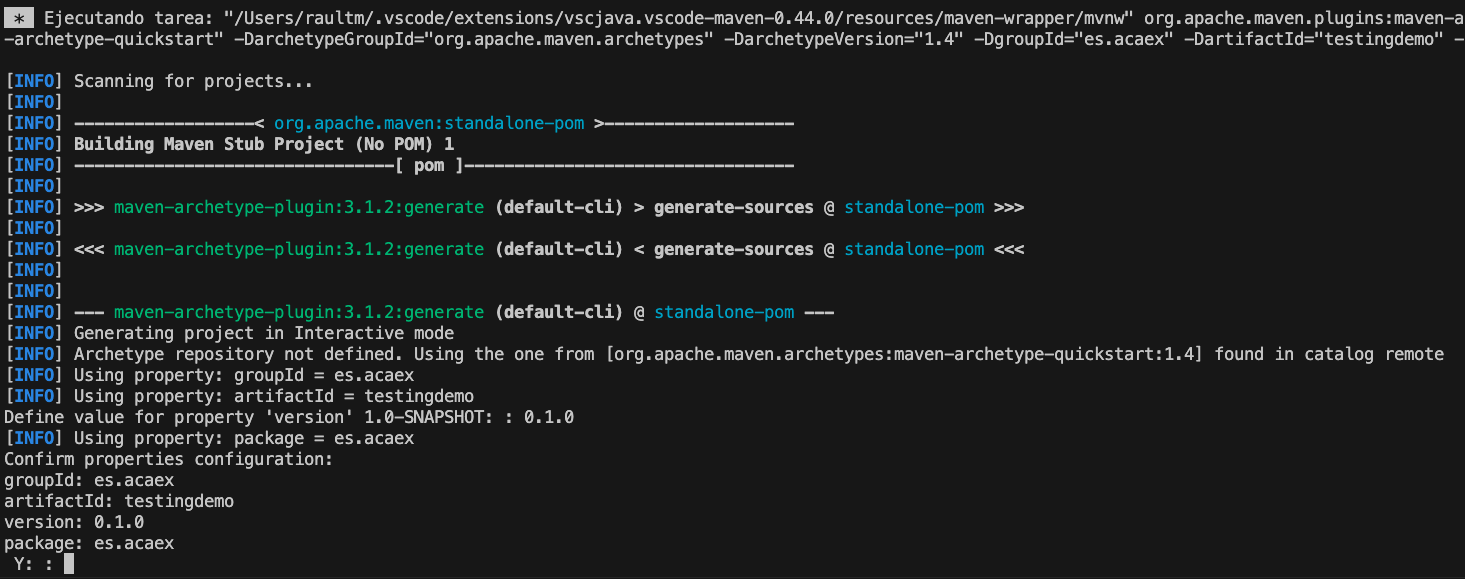 * Ejecutando tarea: "/Users/raultm/.vscode/extensions/vscjava.vscode-maven-0.44.0/resources/maven-wrapper/mvnw" org.apache.maven.plugins:maven-a
-archetype-quickstart" -DarchetypeGroupId="org.apache.maven.archetypes" -DarchetypeVersion="1.4" -DgroupId="es.acaex" -DartifactId="testingdemo" -
[INFO] Scanning for projects...
[INFO]
[INFO] ------------------< org.apache.maven:standalone-pom >-------------------
[INFO] Building Maven Stub Project (No POM) 1
[INFO] --------------------------------[ pom ]---------------------------------
[INFO]
[INFO] >>> maven-archetype-plugin:3.1.2:generate (default-cli) > generate-sources @ standalone-pom >>>
[INFO]
[INFO] <<< maven-archetype-plugin:3.1.2:generate (default-cli) < generate-sources @ standalone-pom <<<
[INFO]
[INFO]
[INFO] --- maven-archetype-plugin:3.1.2:generate (default-cli) @ standalone-pom ---
[INFO] Generating project in Interactive mode
[INFO] Archetype repository not defined. Using the one from [org.apache.maven.archetypes:maven-archetype-quickstart:1.4] found in catalog remote
[INFO] Using property: groupId = es.acaex
[INFO] Using property: artifactId = testingdemo
Define value for property 'version' 1.0-SNAPSHOT: : 0.1.0
[INFO] Using property: package = es.acaex
Confirm properties configuration:
groupId: es.acaex
artifactId: testingdemo
version: 0.1.0
package: es.acaex
Y: :